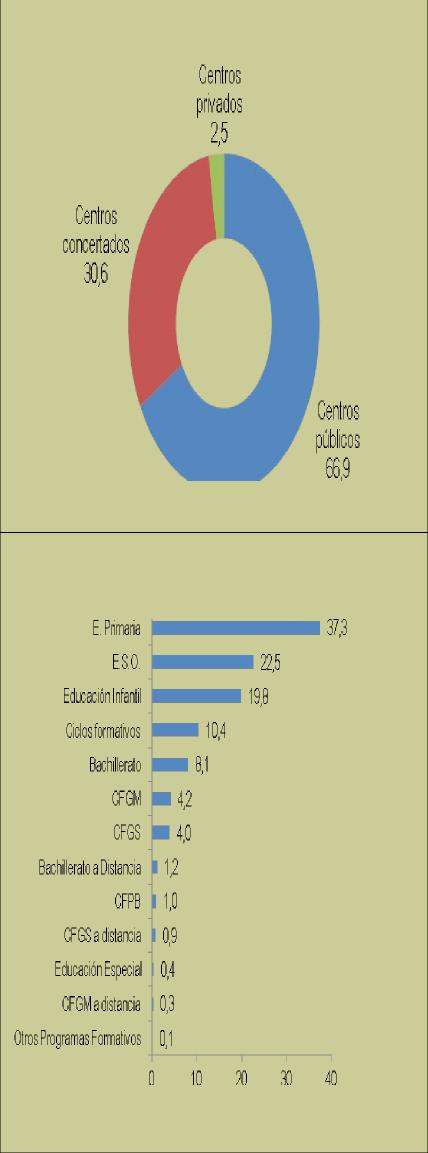 Centros
privados
2,5
Centros
concertados
30,6
Centros
públicos
66,9
E. Primaria 37,3
E.S.O. 22,5
Educación Infantil 19,8
Ciclos formativos 10,4
Bachillerato 8,1
CFGM 4,2
CFGS 4,0
Bachillerato a Distancia 1,2
CFPB 1,0
CFGS a distancia 0,9
Educación Especial 0,4
CFGM a distancia 0,3
Otros Programas Formativos 0,1
0 10 20 30 40